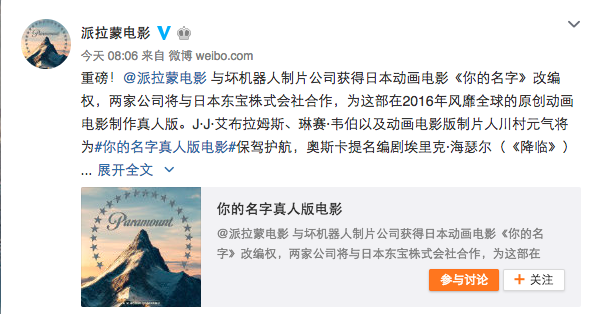 派拉蒙电影
今天 08:06 来自 微博 weibo.com
重磅！@派拉蒙电影 与坏机器人制片公司获得日本动画电影《你的名字》改编
权，两家公司将与日本东宝株式会社合作，为这部在2016年风靡全球的原创动画
电影制作真人版。J·J·艾布拉姆斯、琳赛·韦伯以及动画电影版制片人川村元气将
为#你的名字真人版电影#保驾护航，奥斯卡提名编剧埃里克·海瑟尔（《降临》）
... 展开全文
Paramount
你的名字真人版电影
@派拉蒙电影 与坏机器人制片公司获得日本动画电影《你的名
字》改编权，两家公司将与日本东宝株式会社合作，为这部在
参与讨论
+ 关注